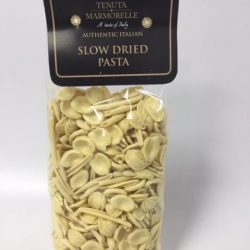 TENUTA
MARMORELLE
A taste of Italy
AUTHENTIC ITALIAN
SLOW DRIED
PASTA